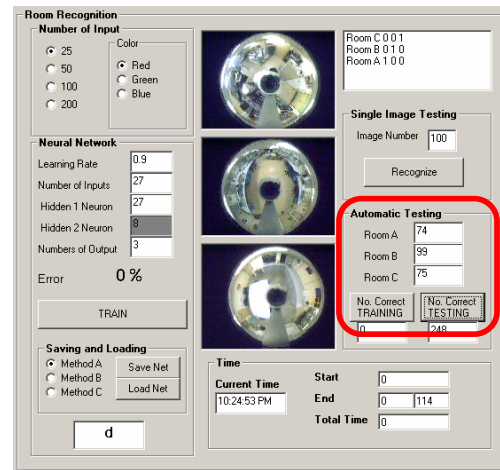 Room Recognition
Number of Input
25
50
100
200
Color
Red
Green
Blue
Room C 0 0 1
Room B 0 1 0
Room A 1 0 0
Neural Network
Learning Rate 0.9
Number of Inputs 27
Hidden 1 Neuron 27
Hidden 2 Neuron 8
Numbers of Output 3
Error 0 %
TRAIN
Single Image Testing
Image Number 100
Recognize
Automatic Testing
Room A 74
Room B 99
Room C 75
No. Correct
TRAINING
No. Correct
TESTING
0 248
Saving and Loading
Method A
Method B
Method C
Save Net
Load Net
d
Time
Current Time
10:24:53 PM
Start 0
End 0 114
Total Time 0